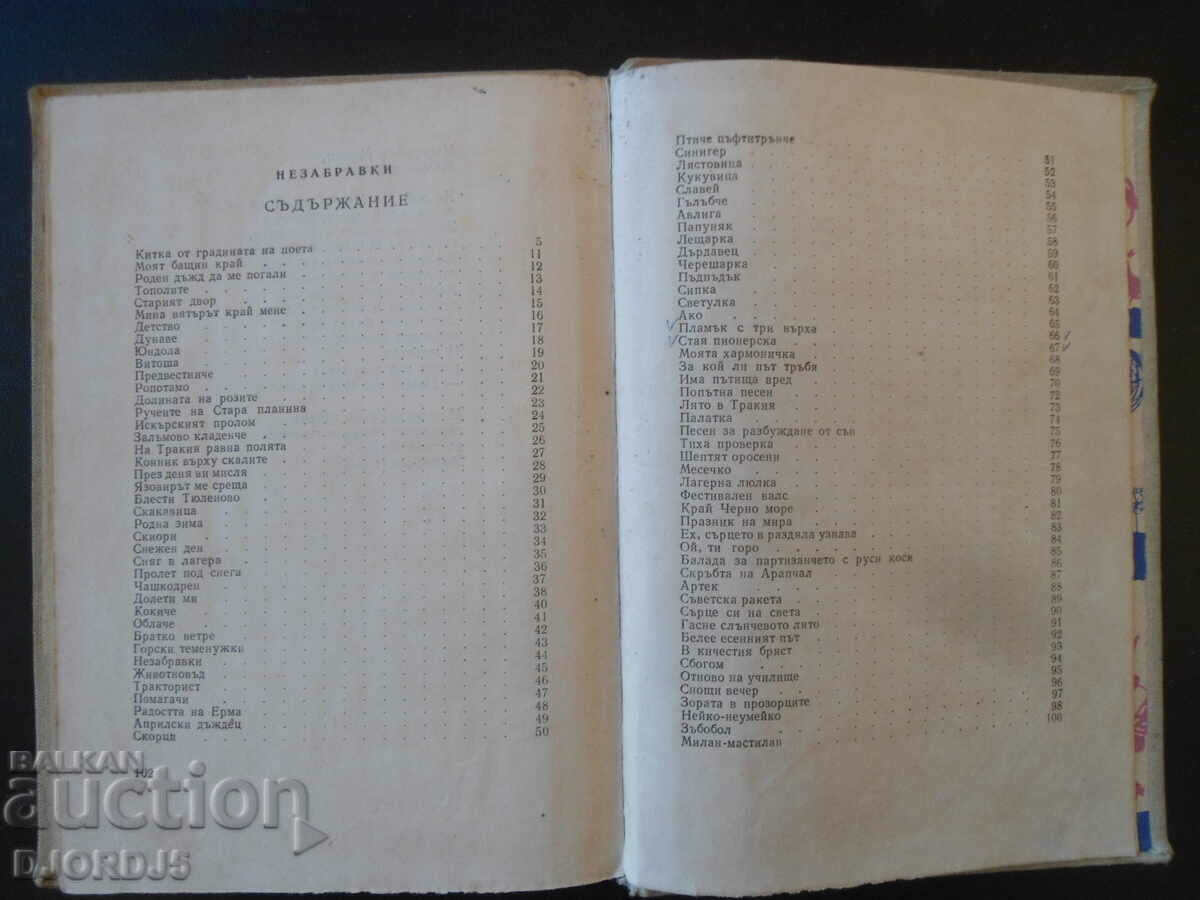 НЕЗАБРАВКИ
СЪДЪРЖАНИЕ
Китка от градината на поета 5
Моят бащин край 11
Роден дъжд да ме погали 12
Тополите 13
Старият двор 14
Мина вятърът край мене 15
Детство 16
Дунаве 17
Юндола 18
Витоша 19
Предвестниче 20
Ропотамо 21
Долината на розите 22
Ручеите на Стара планина 23
Искърският пролом 24
Залъмово кладенче 25
На Тракия равна полята 26
Конник върху скалите 27
През деня ви мисля 28
Язовирът ме среща 29
Блести Тюленово 30
Скакавица 31
Родна зима 32
Скиори 33
Снежен ден 34
Сняг в лагера 35
Пролет под снега 36
Чашкодрен 37
Долети ми 38
Кокиче 40
Облаче 41
Братко ветре 42
Горски теменужки 43
Незабравки 44
Животновъд 45
Тракторист 46
Помагачи 47
Радостта на Ерма 48
Априлски дъждец 49
Скорци 50
102
Птиче пъфтитрънче 51
Синигер 52
Лястовица 53
Кукувица 54
Славей 55
Гълъбче 56
Авлига 57
Папуняк 58
Лещарка 59
Дърдавец 60
Черешарка 61
Пъдпъдък 62
Сипка 63
Светулка 64
Ако 65
Пламък с три върха 66
Стая пионерска 67
Моята хармоничка 68
За кой ли път тръбя 69
Има пътища вред 70
Попътна песен 72
Лято в Тракия 73
Палатка 74
Песен за разбуждане от сън 75
Тиха проверка 76
Шептят оросени 77
Месечко 78
Лагерна люлка 79
Фестивален валс 80
Край Черно море 81
Празник на мира 82
Ех, сърцето в раздяла узнава 83
Ой, ти горо 84
Балада за партизанчето с руси коси 85
Скръбта на Арапчал 86
Артек 87
Съветска ракета 88
Сърце си на света 89
Гасне слънчевото лято 90
Белее есенният път 91
В кичестия бряст 92
Сбогом 93
Отново на училище 94
Снощи вечер 95
Зората в прозорците 96
Нейко-неумейко 97
Зъбобол 98
Милан-мастилан 100
BALKAN
auction
DJORDJ5